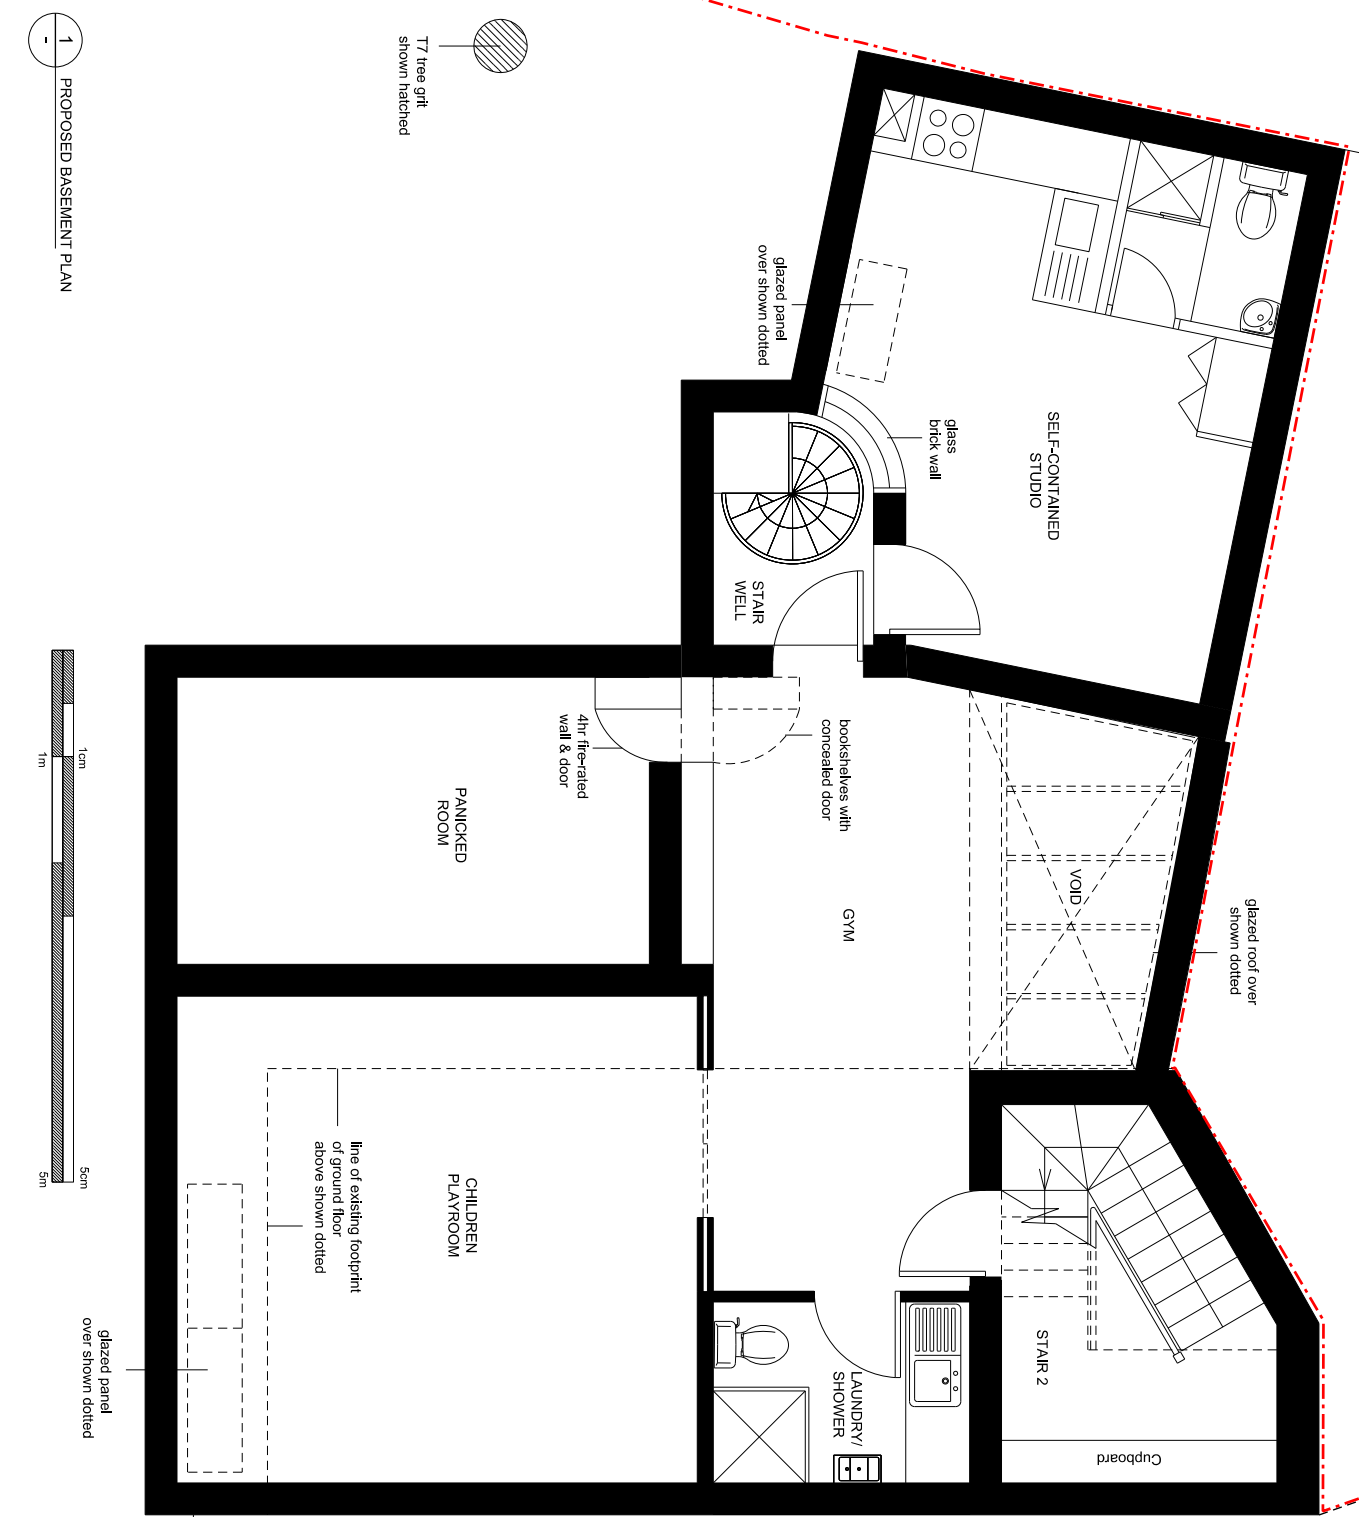 1
-
PROPOSED BASEMENT PLAN
T7 tree grit
shown hatched
glazed panel
over shown dotted
glass
brick wall
SELF-CONTAINED
STUDIO
STAIR
WELL
4hr fire-rated
wall & door
bookshelves with
concealed door
PANICKED
ROOM
GYM
VOID
glazed roof over
shown dotted
line of existing footprint
of ground floor
above shown dotted
CHILDREN
PLAYROOM
glazed panel
over shown dotted
LAUNDRY/
SHOWER
STAIR 2
Cupboard
1cm
1m
5cm
5m